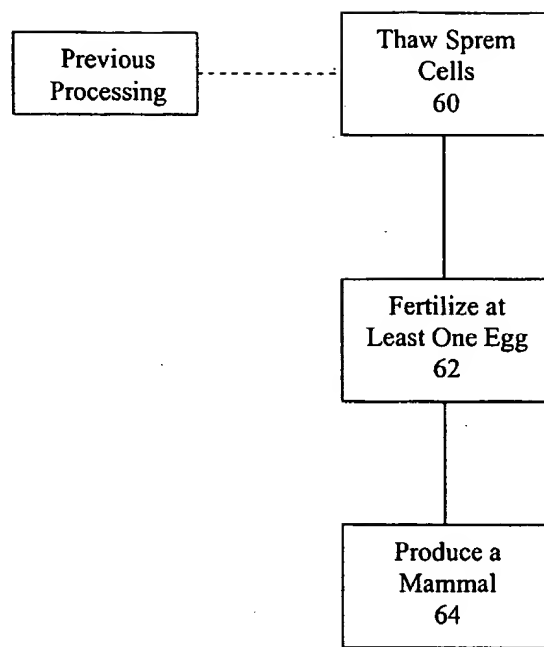 Previous
Processing
Thaw Sprem
Cells
60
Fertilize at
Least One Egg
62
Produce a
Mammal
64